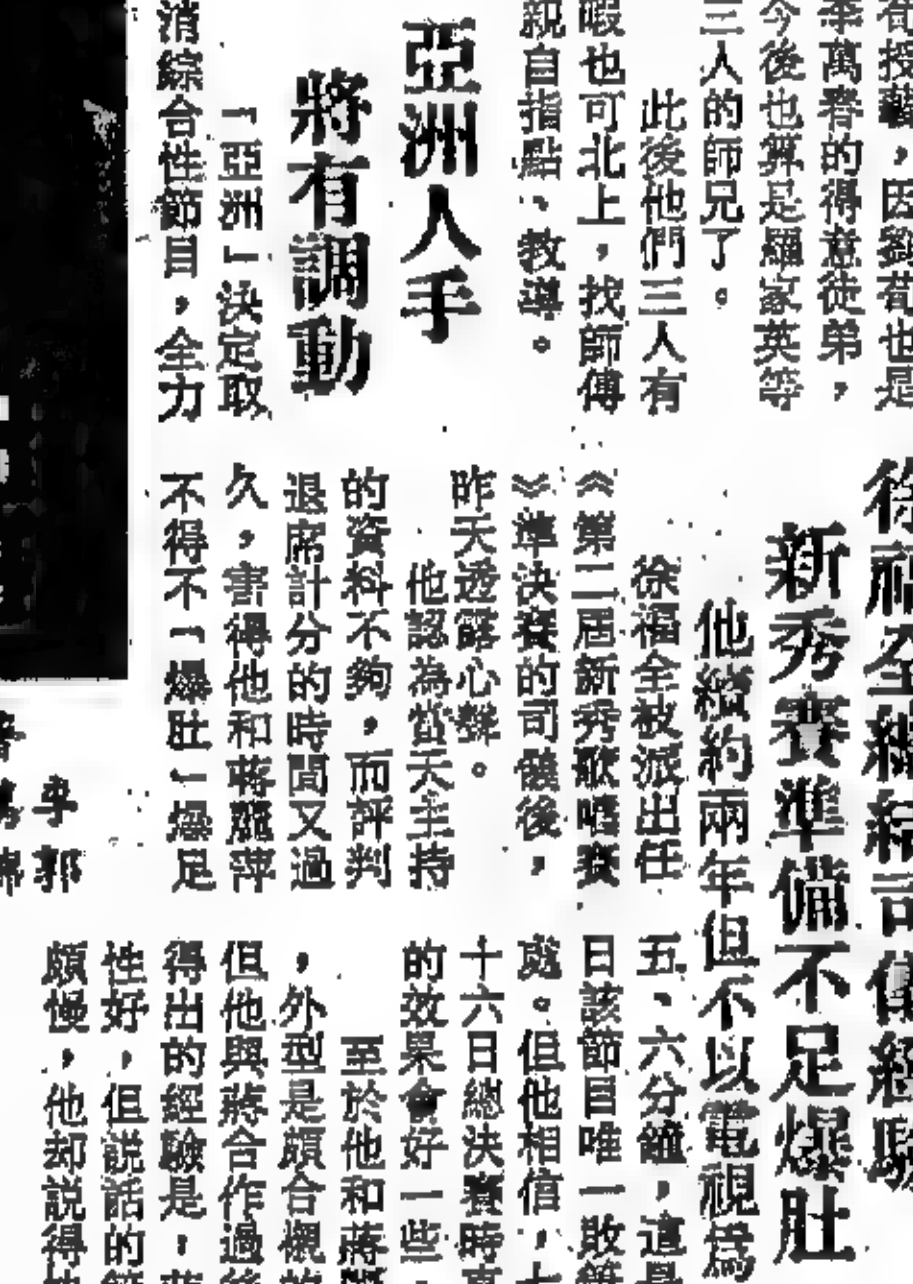 荀授藝，因劉荀也是
李萬春的得意徒弟，
今後也算是羅家英等
三人的師兄了。
此後他們三人有
暇也可北上，找師傅
親自指點、教導。
亞洲人手
將有調動
「亞洲」決定取
消綜合性節目，全力
新秀賽準備不足爆肚
他續約兩年但不以電視為
徐福全被派出任
《第二屆新秀歌唱賽
》準決賽的司儀後，
昨天透露心聲。
他認為當天主持
的資料不夠，而評判
退席計分的時間又過
久，害得他和蔣麗萍
不得不「爆肚」爆足
五、六分鐘，這是
日該節目唯一敗筆
處。但他相信，
十六日總決賽時
的效果會好一些
至於他和蔣麗
，外型是頗合襯
但他與蔣合作過後
得出的經驗是，
性好，但説話的
頗慢，他却説得
李
郭